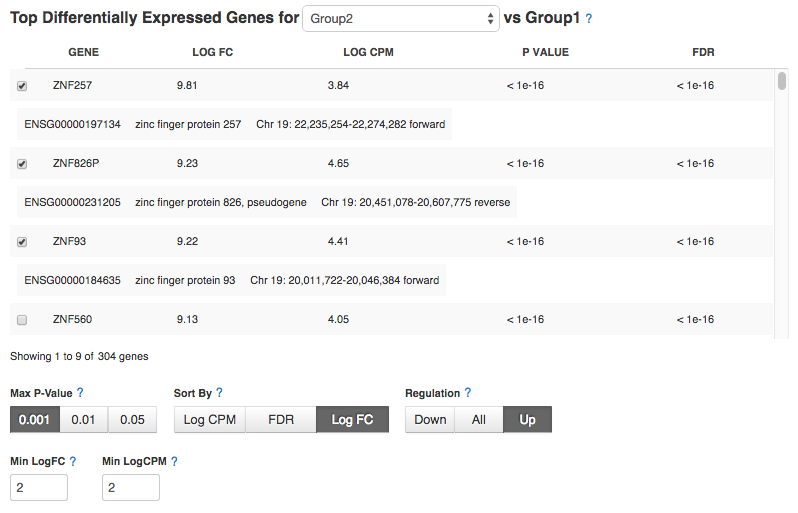 Top Differentially Expressed Genes for Group2 vs Group1 ?
GENE LOG FC LOG CPM P VALUE FDR
ZNF257 9.81 3.84 < 1e-16 < 1e-16
ENSG00000197134 zinc finger protein 257 Chr 19: 22,235,254-22,274,282 forward
ZNF826P 9.23 4.65 < 1e-16 < 1e-16
ENSG00000231205 zinc finger protein 826, pseudogene Chr 19: 20,451,078-20,607,775 reverse
ZNF93 9.22 4.41 < 1e-16 < 1e-16
ENSG00000184635 zinc finger protein 93 Chr 19: 20,011,722-20,046,384 forward
ZNF560 9.13 4.05 < 1e-16 < 1e-16
Showing 1 to 9 of 304 genes
Max P-Value ? Sort By ? Regulation ?
0.001 0.01 0.05 Log CPM FDR Log FC Down All Up
Min LogFC ? Min LogCPM ?
2 2